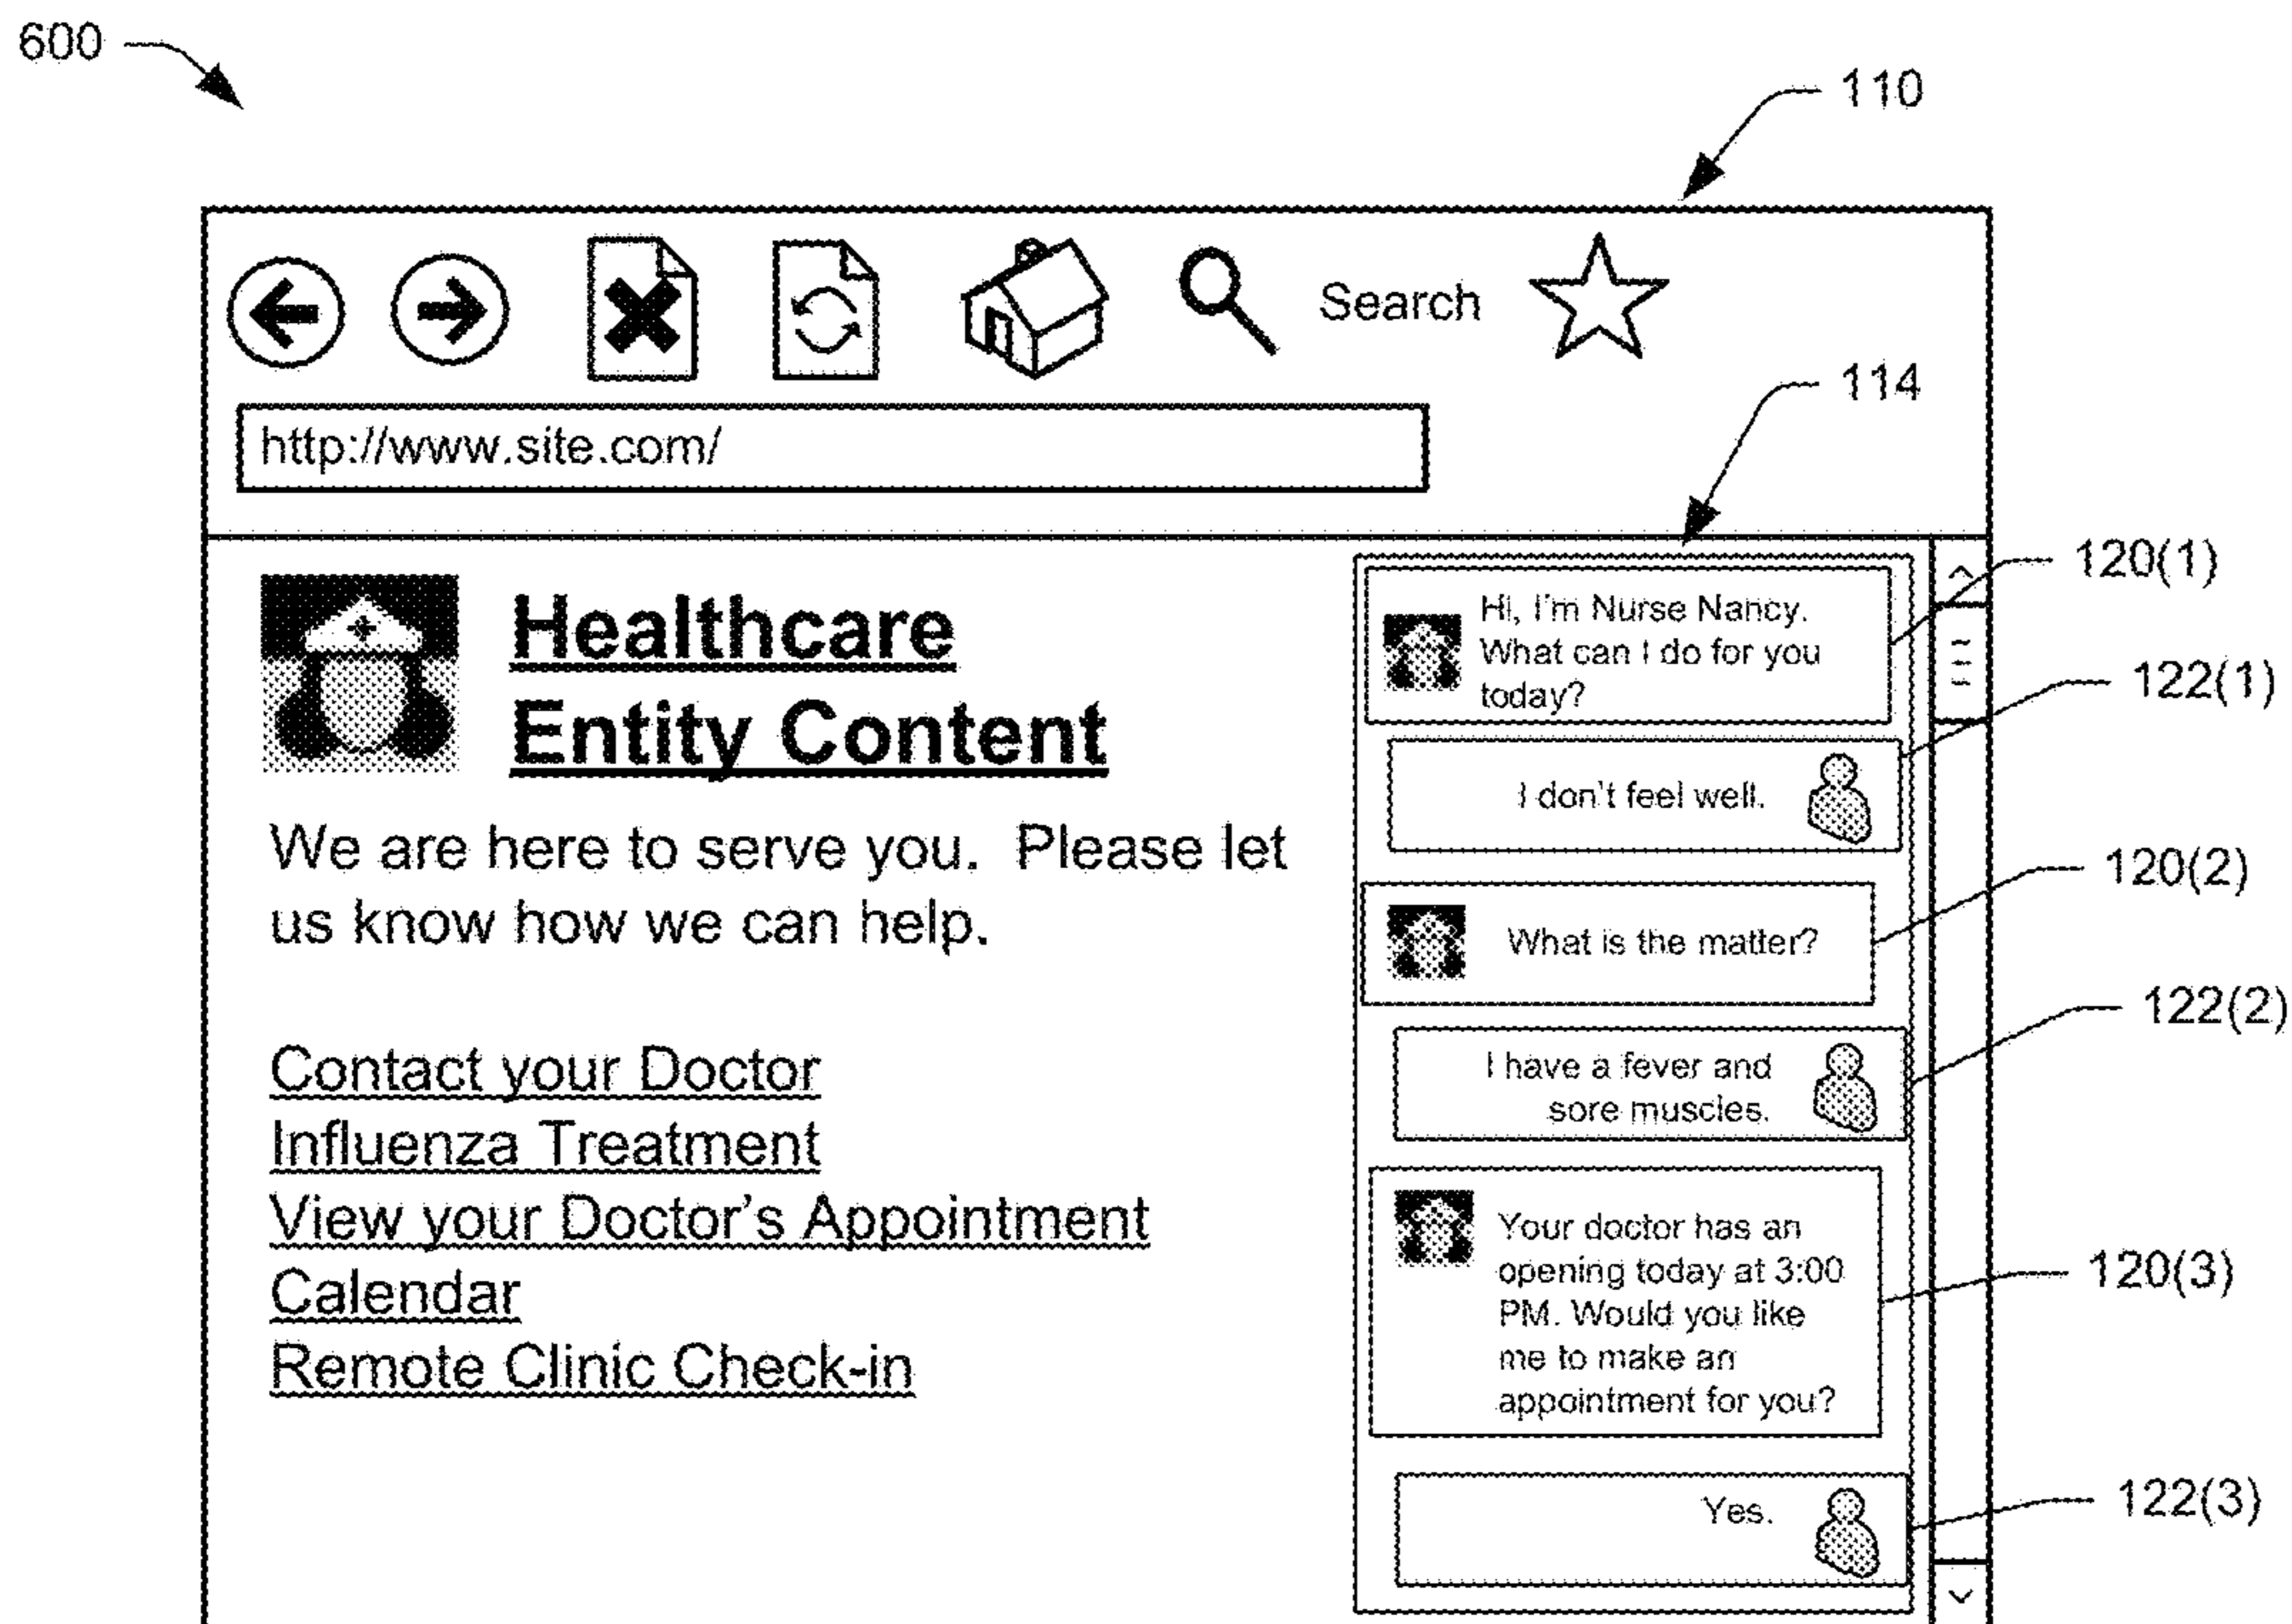 600
110
Search
114
http://www.site.com/
Healthcare
Entity Content
We are here to serve you. Please let
us know how we can help.
Contact your Doctor
Influenza Treatment
View your Doctor's Appointment
Calendar
Remote Clinic Check-in
Hi, I'm Nurse Nancy.
What can I do for you
today?
120(1)
I don't feel well.
122(1)
What is the matter?
120(2)
I have a fever and
sore muscles.
122(2)
Your doctor has an
opening today at 3:00
PM. Would you like
me to make an
appointment for you?
120(3)
Yes.
122(3)